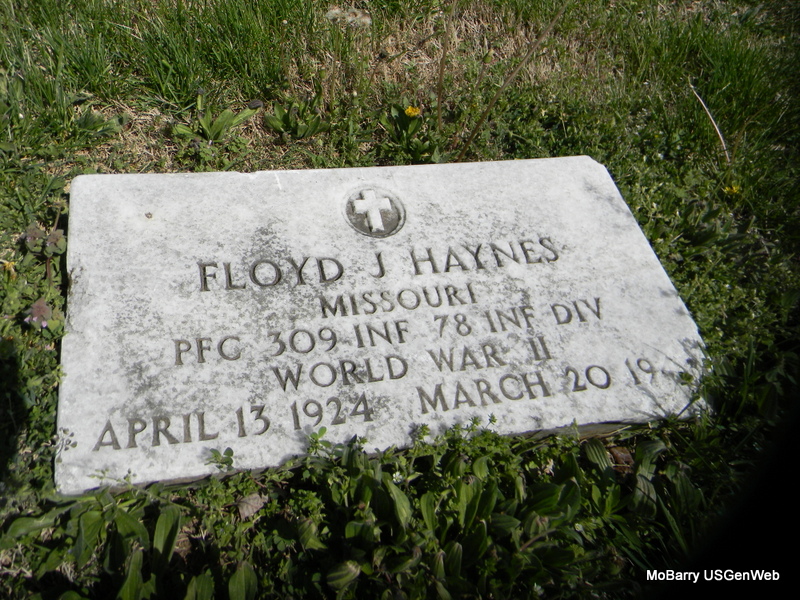 FLOYD J HAYNES
MISSOURI
PFC 309 INF 78 INF DIV
WORLD WAR II
APRIL 13 1924 MARCH 20
MoBarry USGenWeb